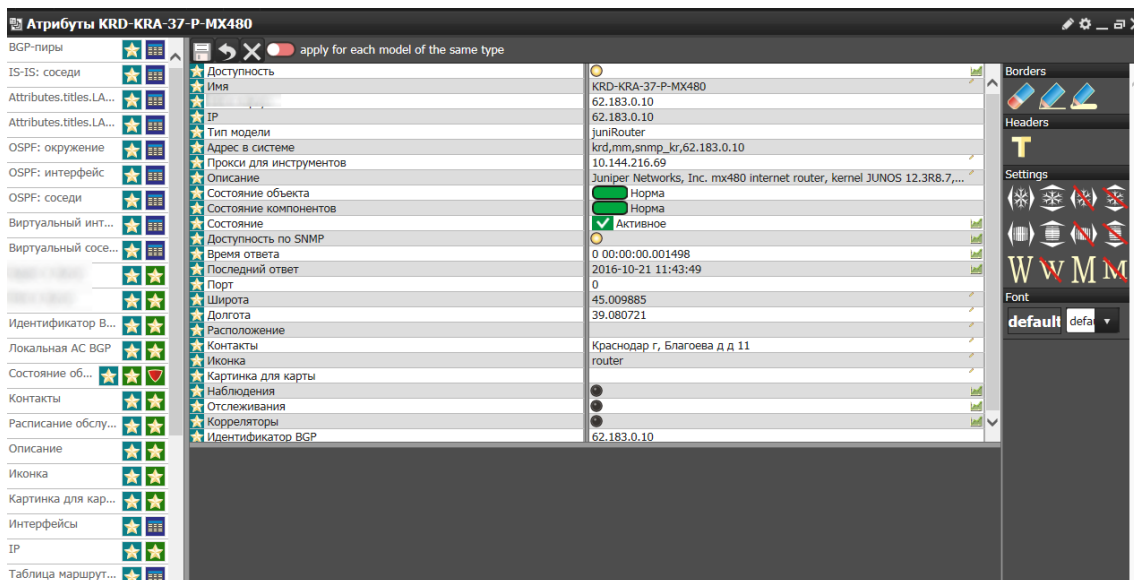 Атрибуты KRD-KRA-37-P-MX480
BGP-пиры
IS-IS: соседи
Attributes.titles.LA...
Attributes.titles.LA...
OSPF: окружение
OSPF: интерфейс
OSPF: соседи
Виртуальный инт...
Виртуальный сосе...
Идентификатор B...
Локальная АС BGP
Состояние об...
Контакты
Расписание обслу...
Описание
Иконка
Картинка для кар...
Интерфейсы
IP
Таблица маршрут...
apply for each model of the same type
Доступность
Имя KRD-KRA-37-P-MX480
62.183.0.10
IP 62.183.0.10
Тип модели juniRouter
Адрес в системе krd,mm,snmp_kr,62.183.0.10
Прокси для инструментов 10.144.216.69
Описание Juniper Networks, Inc. mx480 internet router, kernel JUNOS 12.3R8.7,...
Состояние объекта Норма
Состояние компонентов Норма
Состояние Активное
Доступность по SNMP
Время ответа 0 00:00:00.001498
Последний ответ 2016-10-21 11:43:49
Порт 0
Широта 45.009885
Долгота 39.080721
Расположение
Контакты Краснодар г, Благоева д д 11
Иконка router
Картинка для карты
Наблюдения
Отслеживания
Корреляторы
Идентификатор BGP 62.183.0.10
Borders
Headers
T
Settings
W W M M
Font
default defau